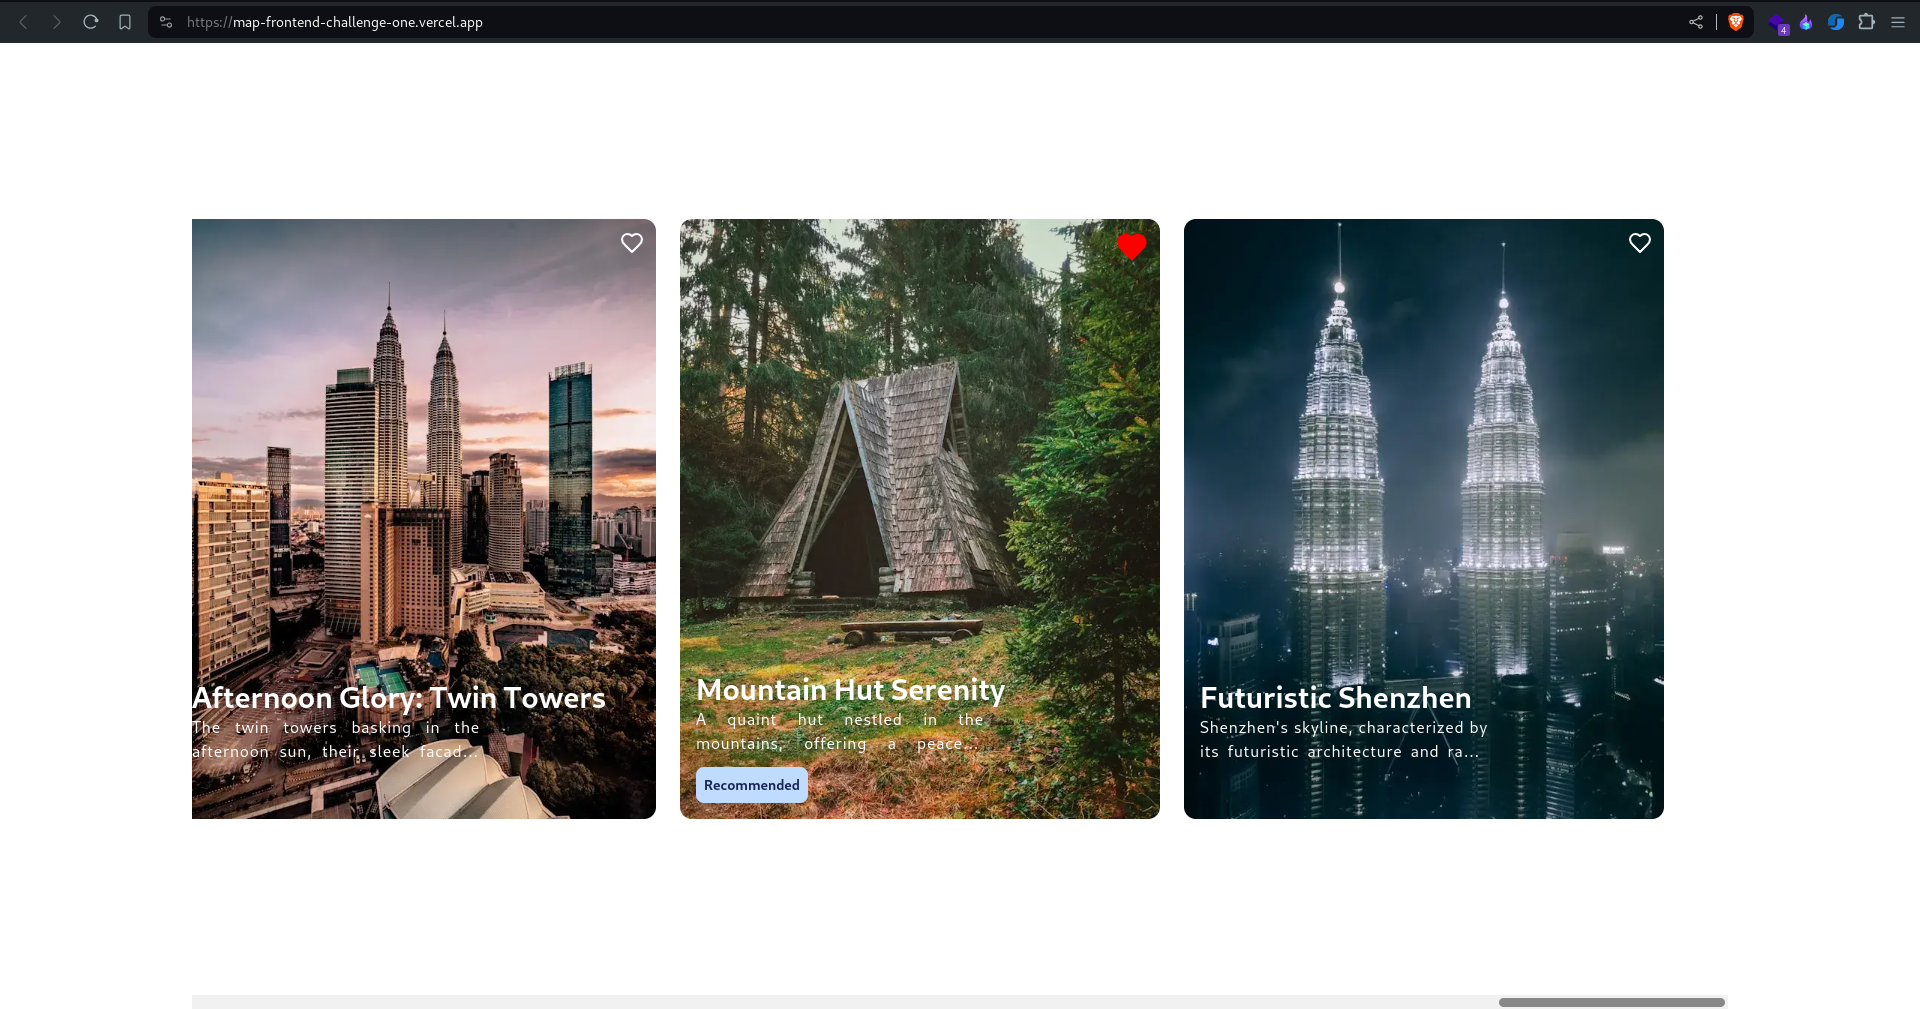 https://map-frontend-challenge-one.vercel.app
4
Afternoon Glory: Twin Towers
The twin towers basking in the
afternoon sun, their sleek facad...
Mountain Hut Serenity
A quaint hut nestled in the
mountains, offering a peace...
Recommended
Futuristic Shenzhen
Shenzhen's skyline, characterized by
its futuristic architecture and ra...